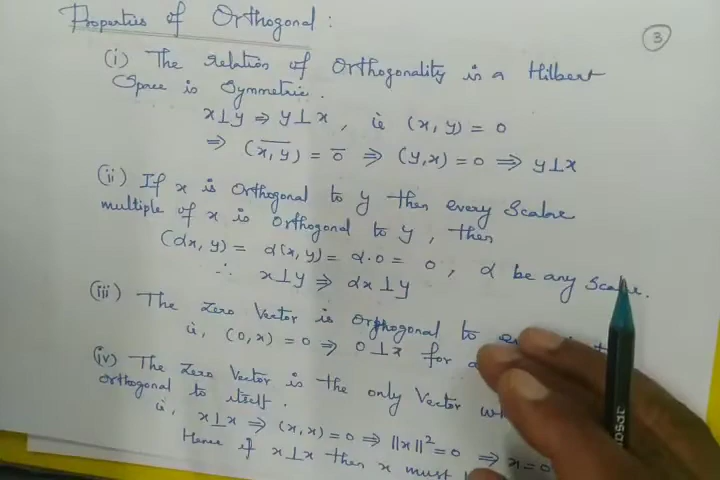 Properties of Orthogonal :
3
(i) The relation of Orthogonality is a Hilbert
Space is Symmetric.
x⊥y ⇒ y⊥x , ie (x, y) = 0
⇒ (x̅,̅ ̅y̅) = 0̅ ⇒ (y,x) = 0 ⇒ y⊥x
(ii) If x is Orthogonal to y then every Scalar
multiple of x is orthogonal to y , then
(αx, y) = α(x, y) = α.0 = 0 , α be any Scalar.
∴ x⊥y ⇒ αx ⊥y
(iii) The Zero Vector is Orthogonal to
ie, (0,x) = 0 ⇒ 0⊥x for
(iv) The Zero Vector is the only Vector
orthogonal to itself.
ie, x⊥x ⇒ (x,x) = 0 ⇒ ||x||² = 0 ⇒ x = 0
Hence if x⊥x then x must